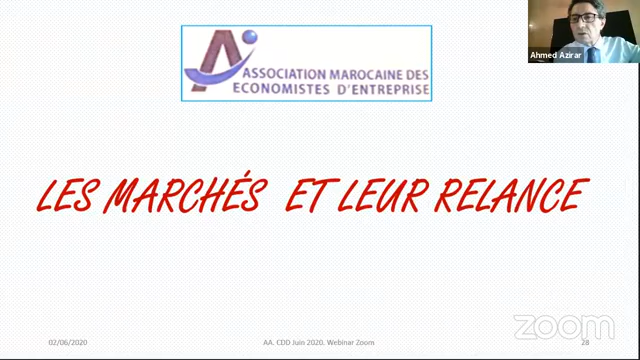 Ahmed Azirar
ASSOCIATION MAROCAINE DES
ECONOMISTES D'ENTREPRISE
LES MARCHÉS ET LEUR RELANCE
02/06/2020
AA. CDD Juin 2020. Webinar Zoom
28
zoom